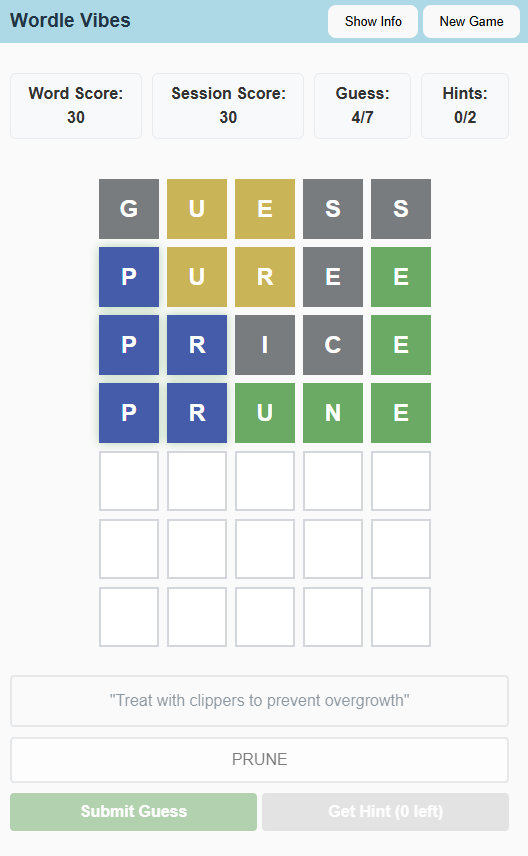 Wordle Vibes Show Info New Game
Word Score: Session Score: Guess: Hints:
30 30 4/7 0/2
G U E S S
P U R E E
P R I C E
P R U N E
"Treat with clippers to prevent overgrowth"
PRUNE
Submit Guess Get Hint (0 left)